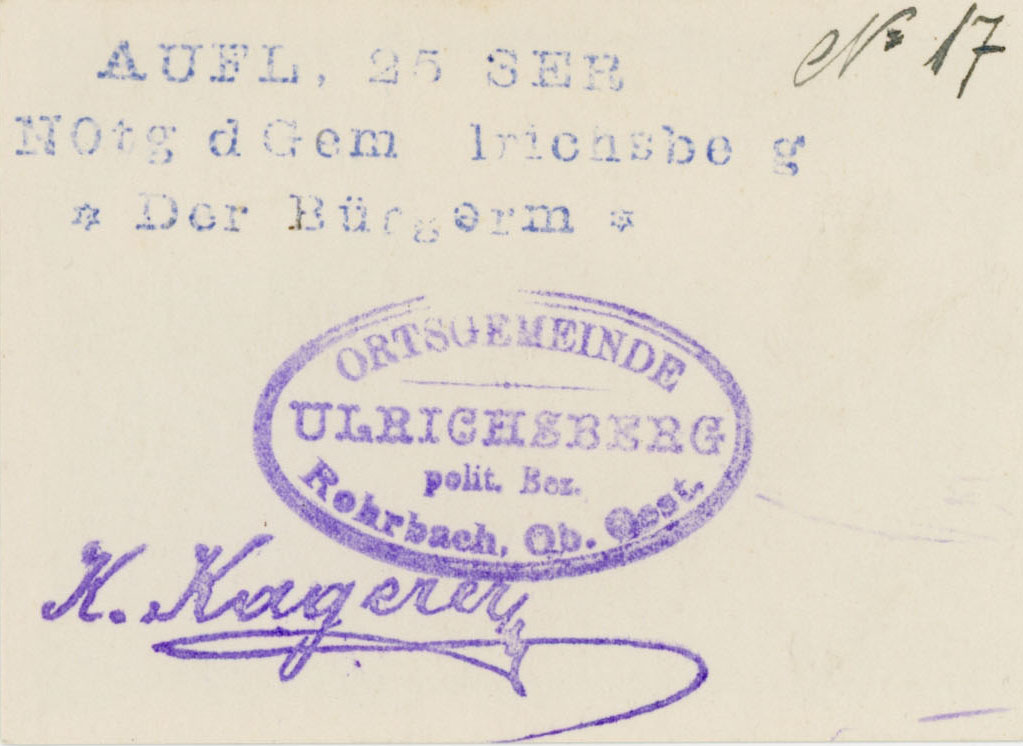 Nº 17
AUFL, 25 SER
NOtg d Gem lrichsbe g
* Der Bürgerm *
ORTSGEMEINDE
ULRICHSBERG
polit. Bez.
Rohrbach, Ob. Oest.
K. Kagerer